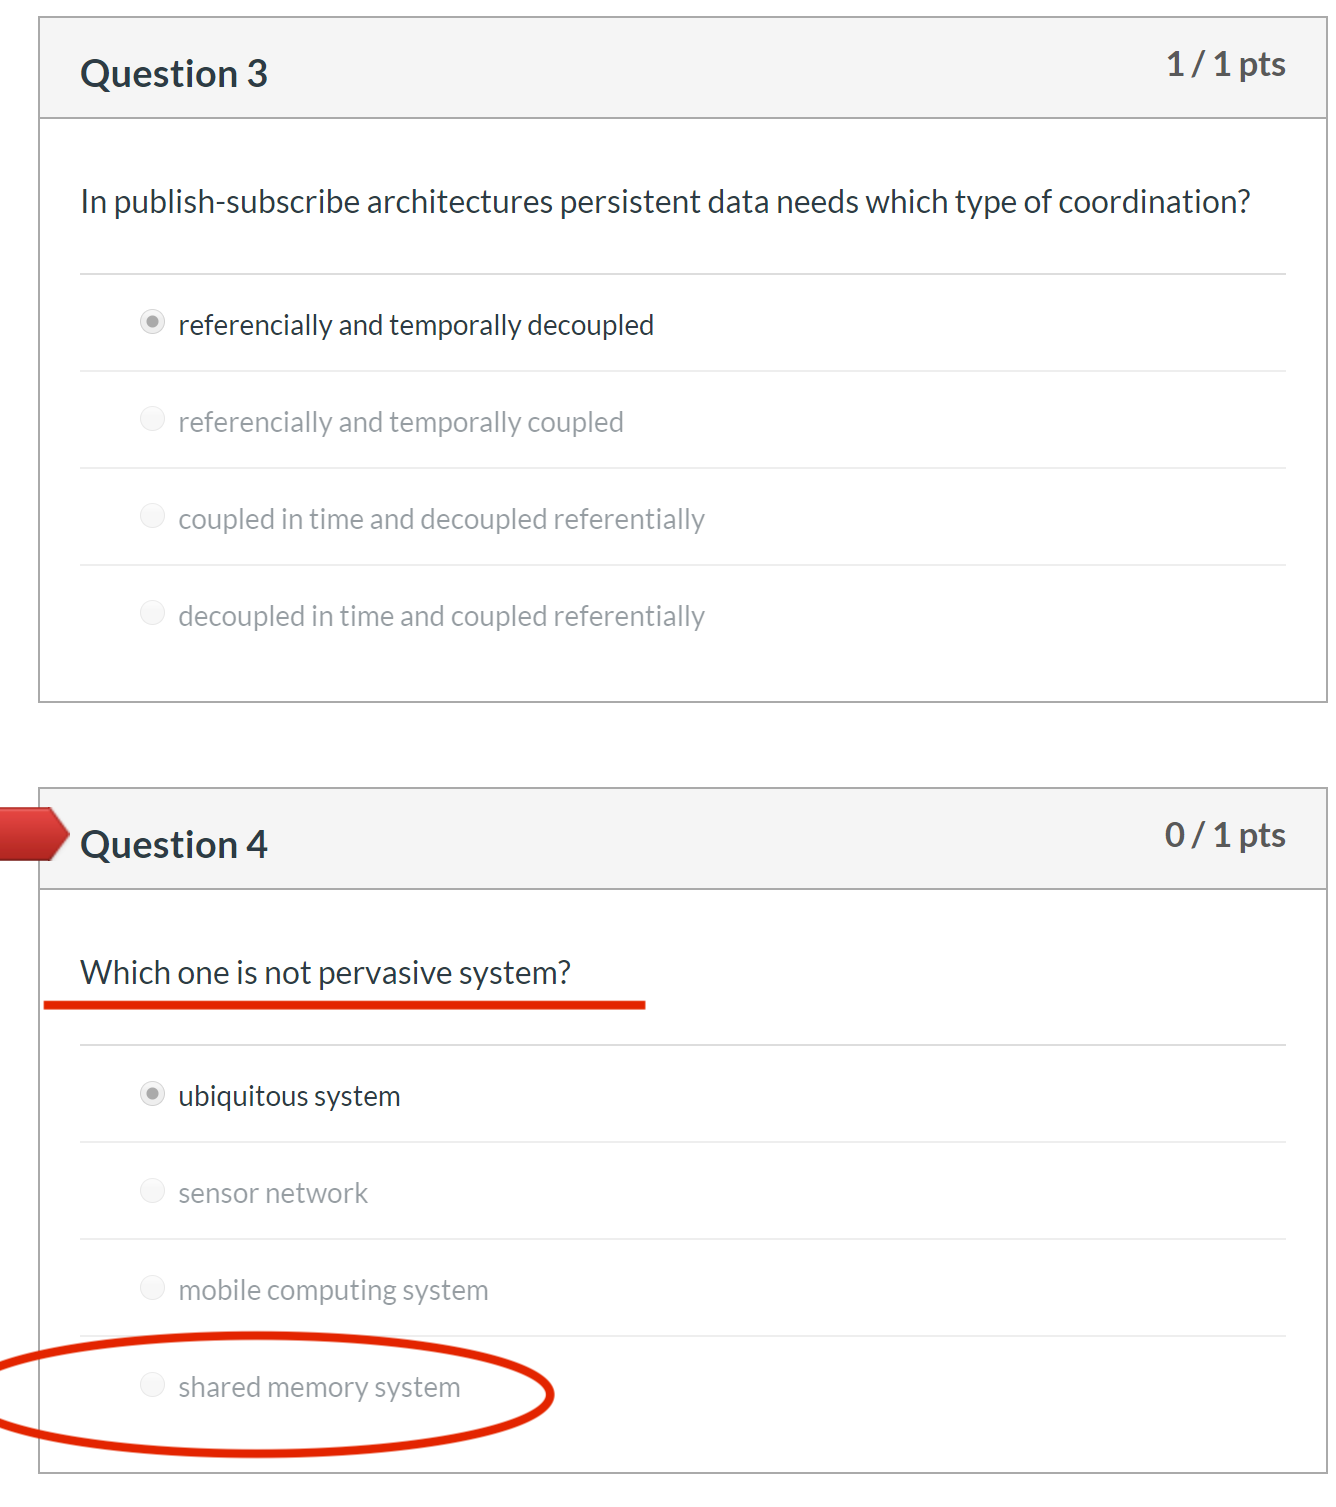 Question 3
1 / 1 pts
In publish-subscribe architectures persistent data needs which type of coordination?
referencially and temporally decoupled
referencially and temporally coupled
coupled in time and decoupled referentially
decoupled in time and coupled referentially
Question 4
0 / 1 pts
Which one is not pervasive system?
ubiquitous system
sensor network
mobile computing system
shared memory system